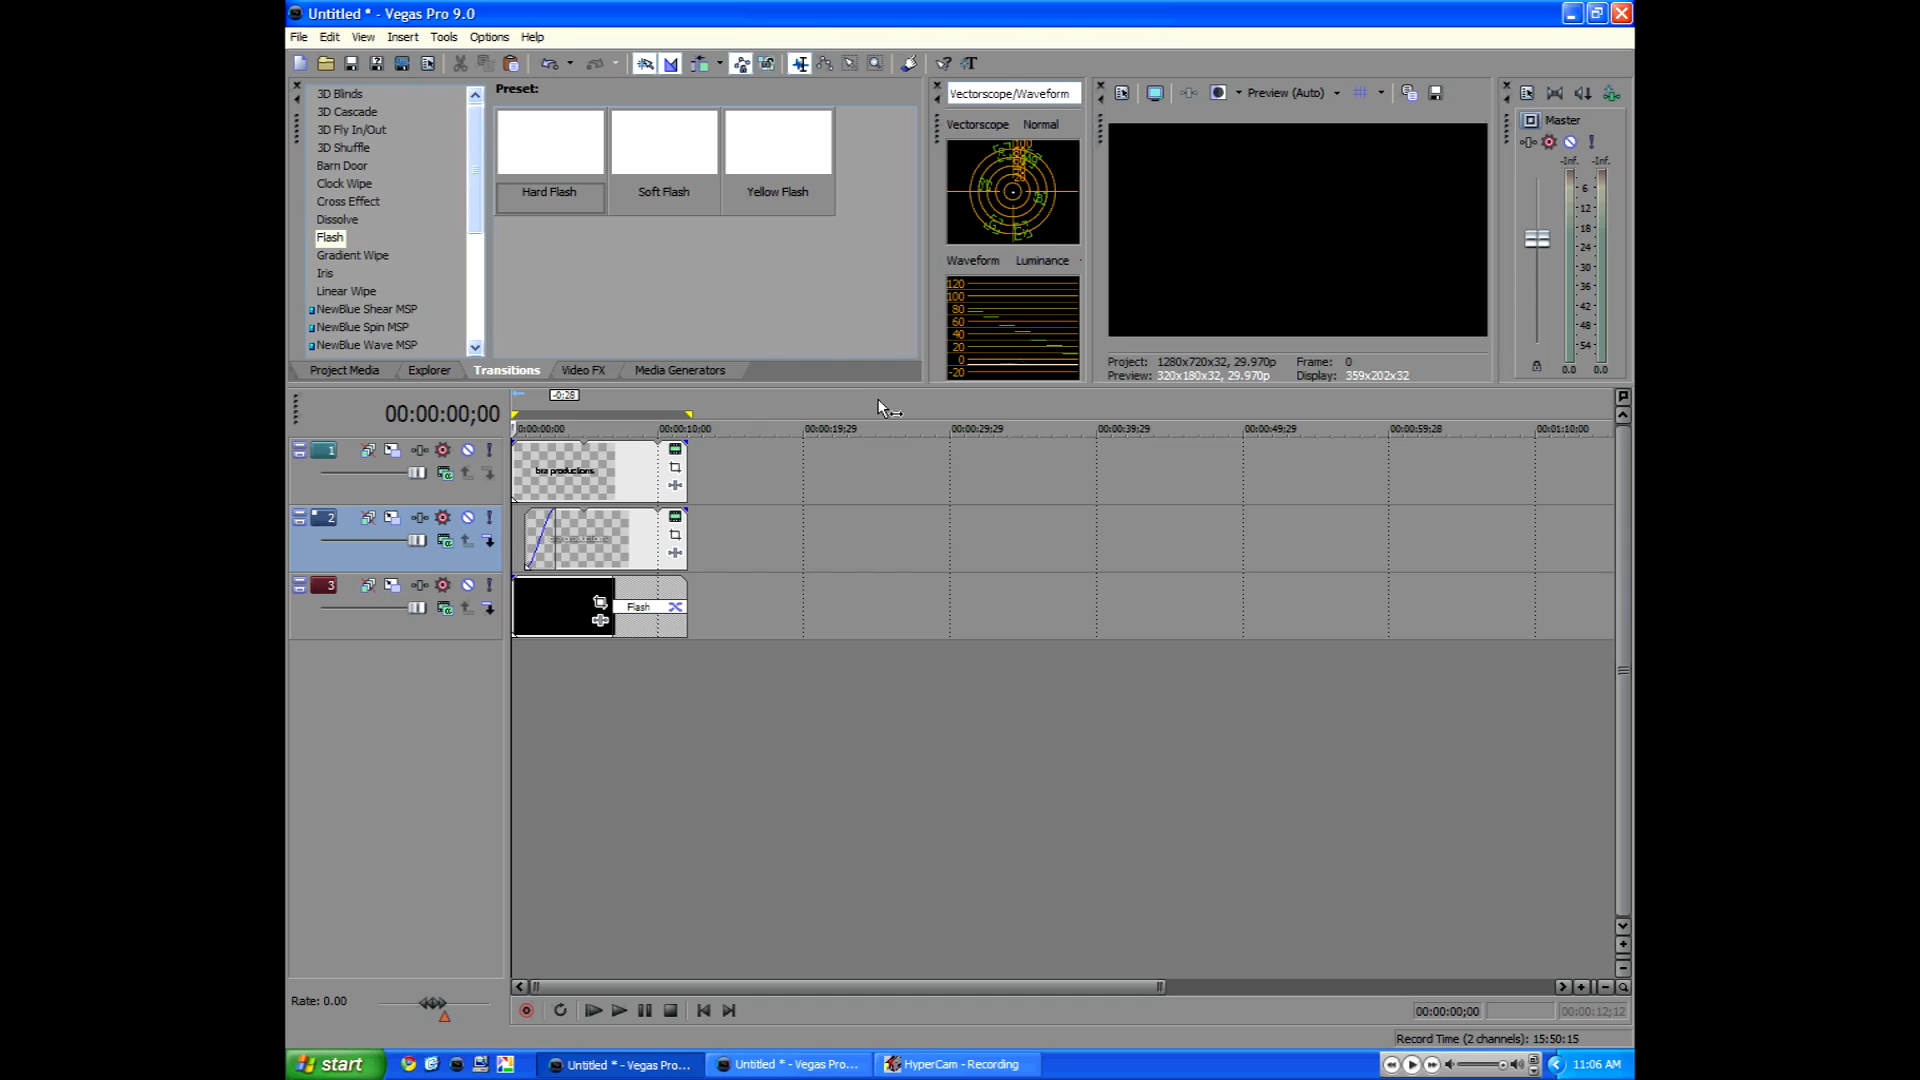 Untitled * - Vegas Pro 9.0
File Edit View Insert Tools Options Help
3D Blinds
3D Cascade
3D Fly In/Out
3D Shuffle
Barn Door
Clock Wipe
Cross Effect
Dissolve
Flash
Gradient Wipe
Iris
Linear Wipe
NewBlue Shear MSP
NewBlue Spin MSP
NewBlue Wave MSP
Preset:
Hard Flash Soft Flash Yellow Flash
Project Media Explorer Transitions Video FX Media Generators
Vectorscope/Waveform
Vectorscope Normal
Waveform Luminance
120
100
80
60
40
20
0
-20
Preview (Auto)
Project: 1280x720x32, 29.970p Frame: 0
Preview: 320x180x32, 29.970p Display: 359x202x32
Master
-Inf. -Inf.
6
12
18
24
30
36
42
48
54
0.0 0.0
-0:28
00:00:00;00
0:00:00;00 00:00:10;00 00:00:19;29 00:00:29;29 00:00:39;29 00:00:49;29 00:00:59;28 00:01:10;00
1
bra productions
2
3
Flash
Rate: 0.00
00:00:00;00 00:00:12;12
Record Time (2 channels): 15:50:15
start Untitled * - Vegas Pro... Untitled * - Vegas Pro... HyperCam - Recording 11:06 AM